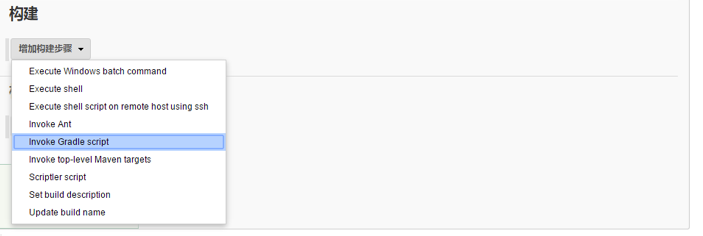 构建
增加构建步骤
Execute Windows batch command
Execute shell
Execute shell script on remote host using ssh
Invoke Ant
Invoke Gradle script
Invoke top-level Maven targets
Scriptler script
Set build description
Update build name